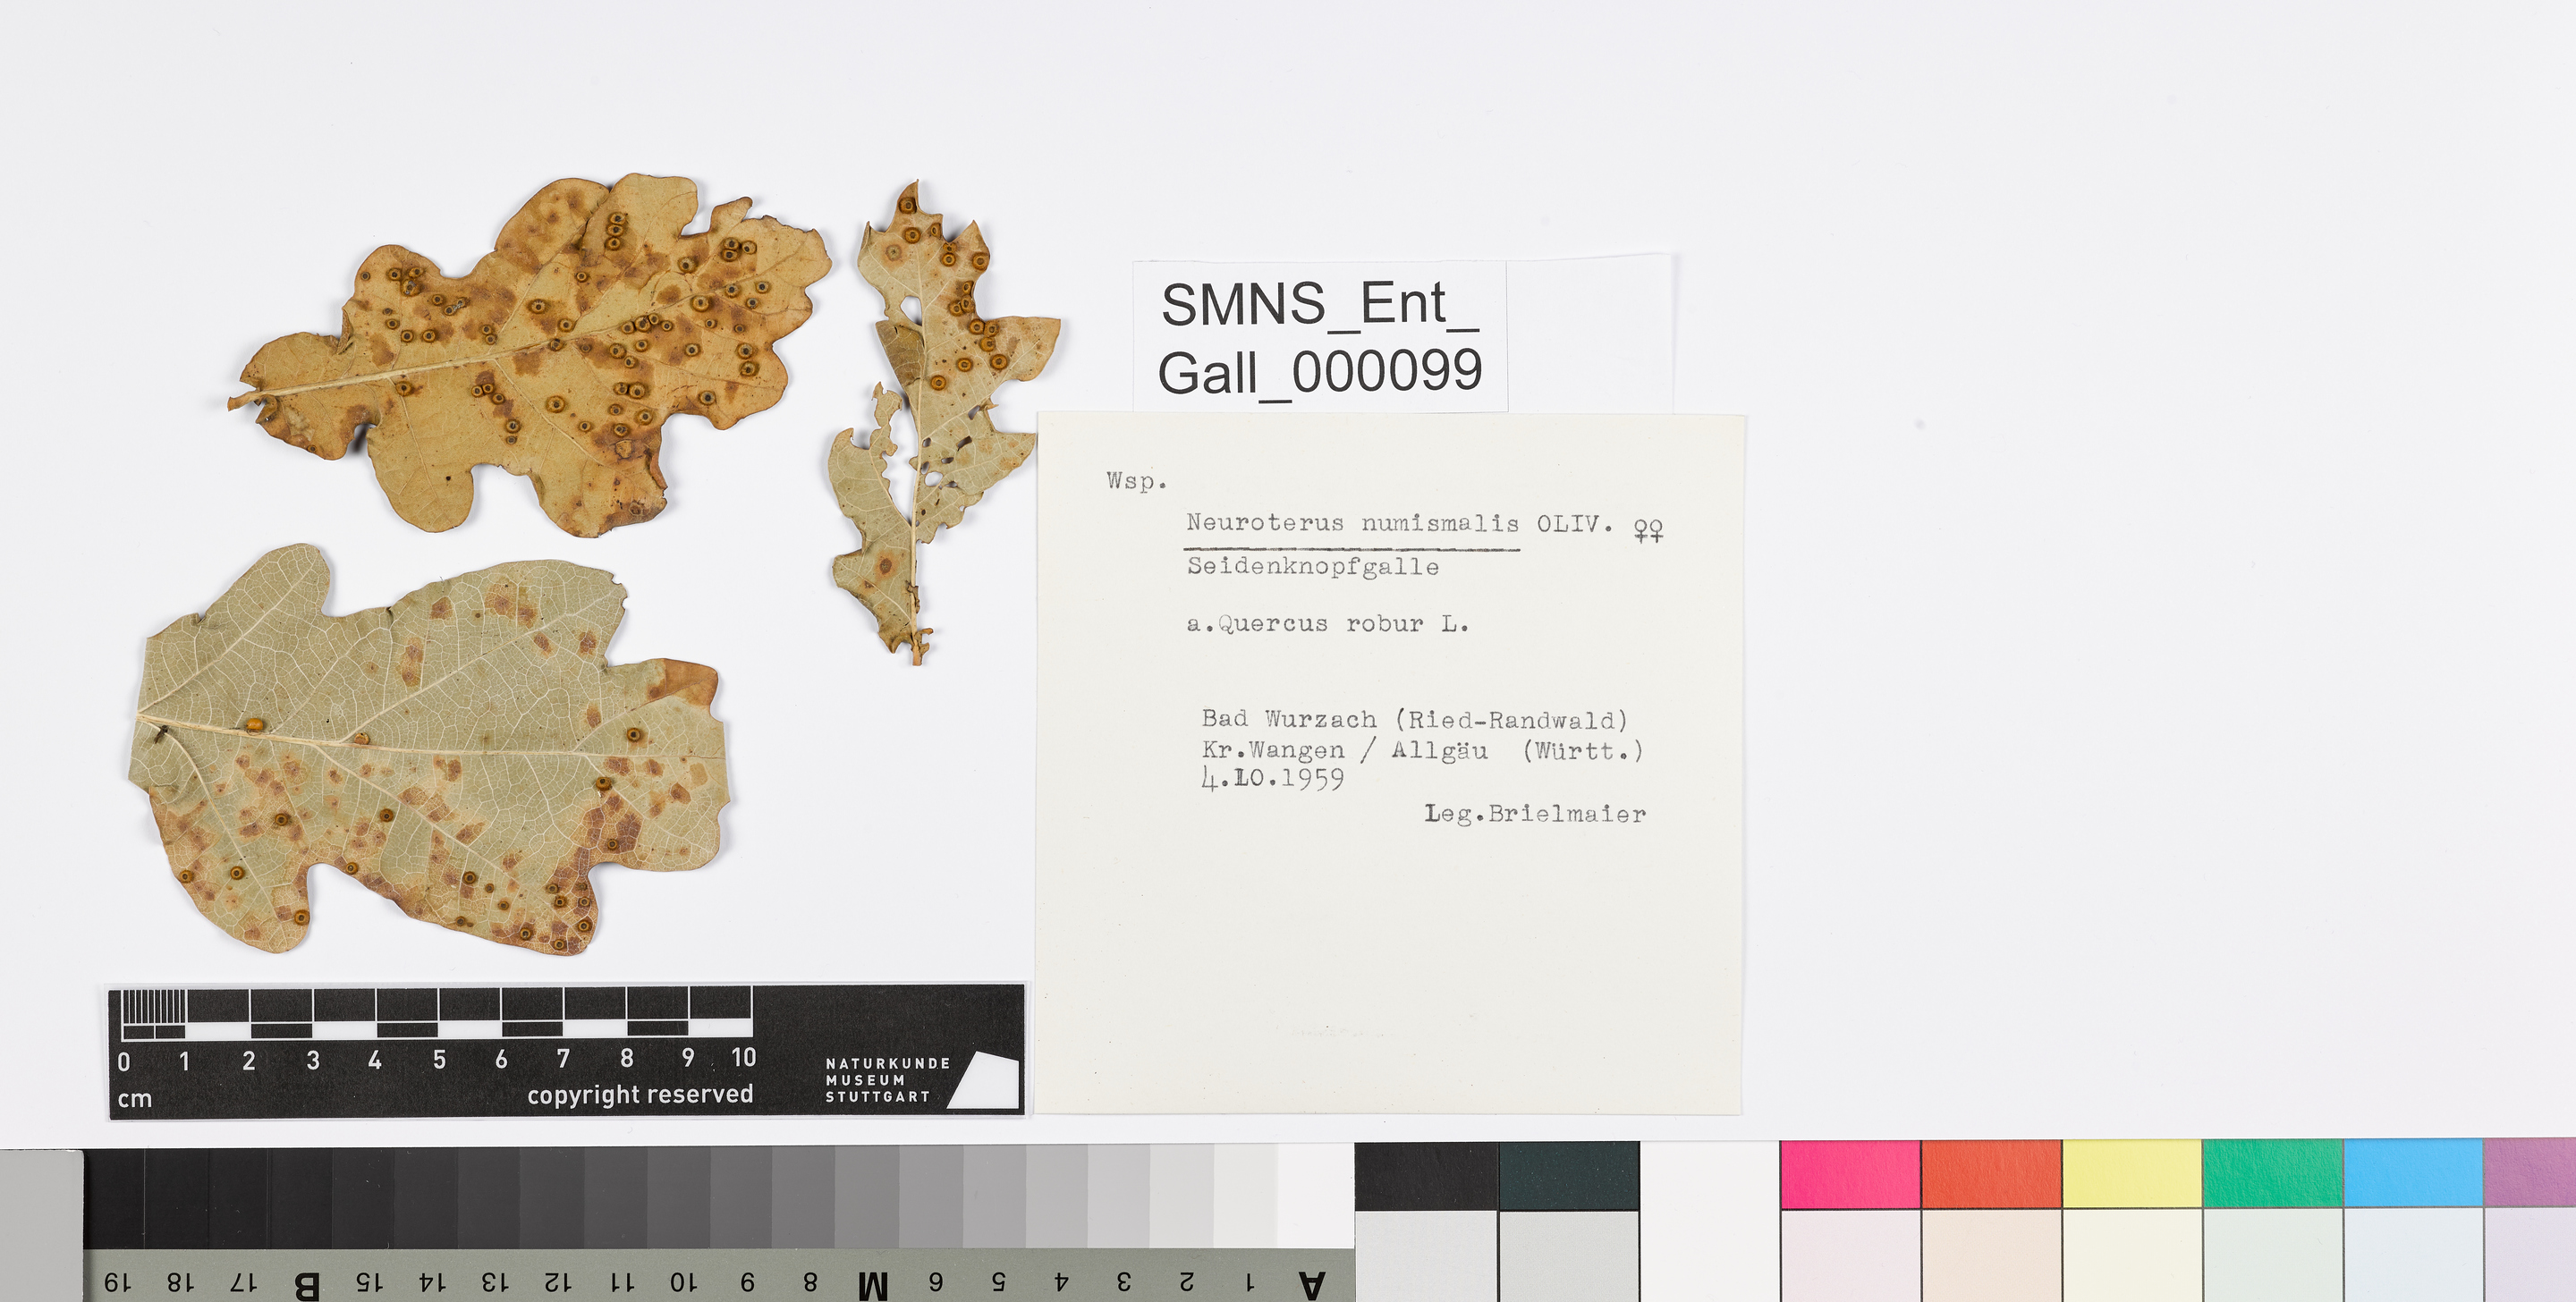 SMNS_Ent_
Gall_000099
Wsp.
Neuroterus numismalis OLIV. ♀♀
Seidenknopfgalle
a.Quercus robur L.
Bad Wurzach (Ried-Randwald)
Kr.Wangen / Allgäu (Württ.)
4.10.1959
Leg.Brielmaier
0 1 2 3 4 5 6 7 8 9 10
cm
copyright reserved
NATURKUNDE
MUSEUM
STUTTGART
19 18 17 B 15 14 13 12 11 10 9 8 M 6 5 4 3 2 1 A